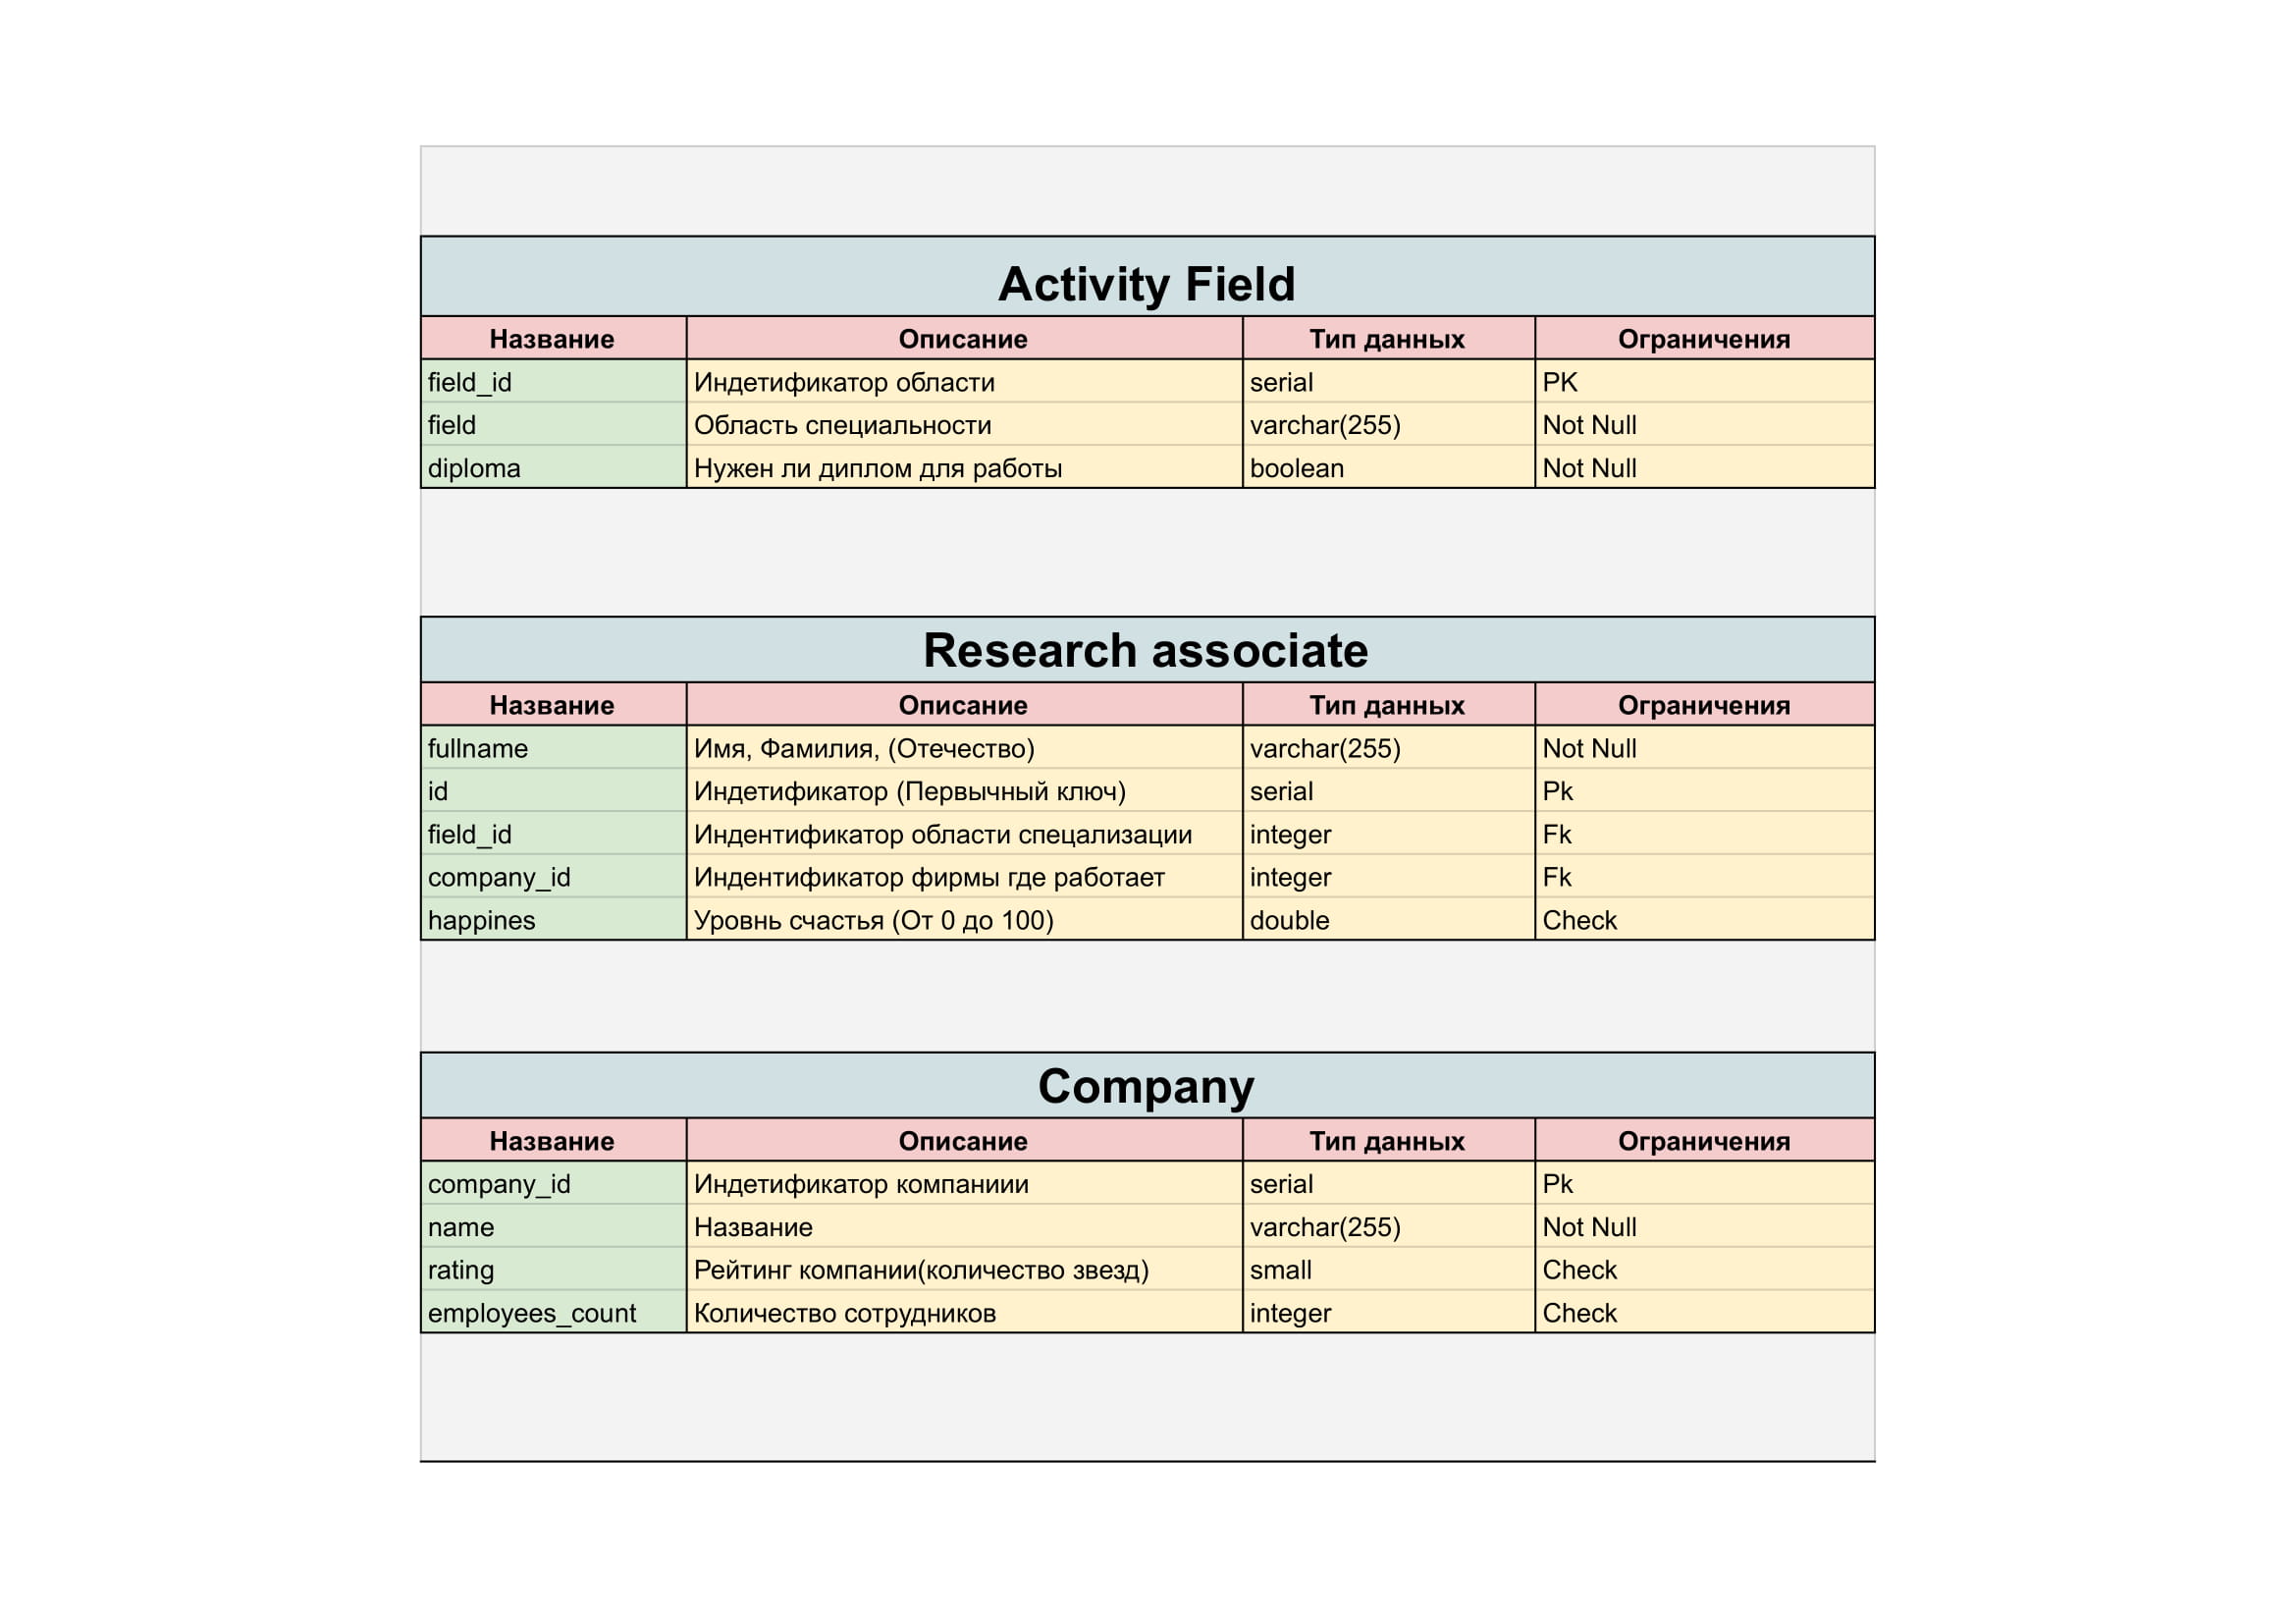 Activity Field
Название Описание Тип данных Ограничения
field_id Индетификатор области serial PK
field Область специальности varchar(255) Not Null
diploma Нужен ли диплом для работы boolean Not Null
Research associate
Название Описание Тип данных Ограничения
fullname Имя, Фамилия, (Отечество) varchar(255) Not Null
id Индетификатор (Первычный ключ) serial Pk
field_id Индентификатор области спецализации integer Fk
company_id Индентификатор фирмы где работает integer Fk
happines Уровнь счастья (От 0 до 100) double Check
Company
Название Описание Тип данных Ограничения
company_id Индетификатор компаниии serial Pk
name Название varchar(255) Not Null
rating Рейтинг компании(количество звезд) small Check
employees_count Количество сотрудников integer Check